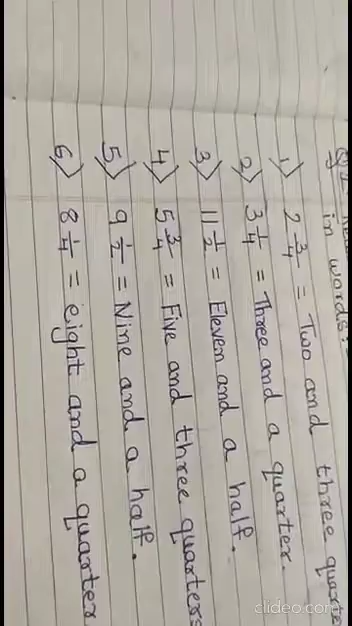 in words:
1) 2 3/4 = Two and three quarte
2) 3 1/4 = Three and a quarter.
3) 11 1/2 = Eleven and a half.
4) 5 3/4 = Five and three quarters
5) 9 1/2 = Nine and a half.
6) 8 1/4 = eight and a quarter
clideo.com